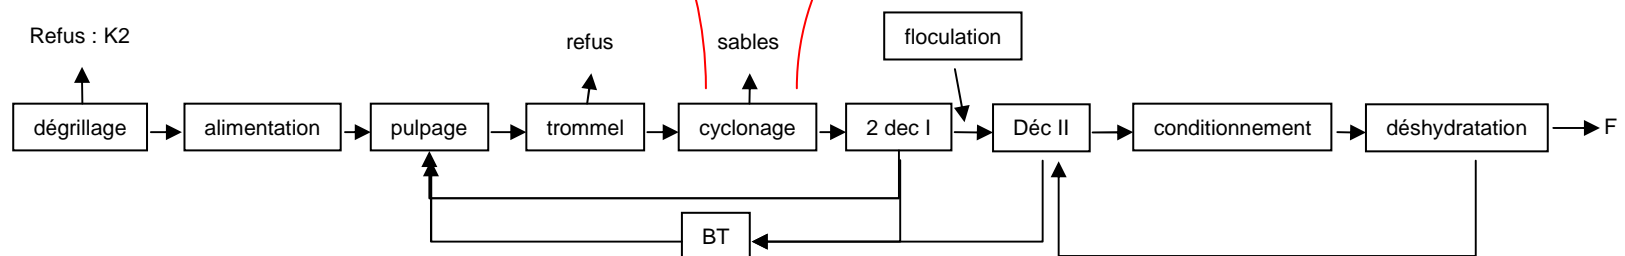 Refus : K2
refus
sables
floculation
dégrillage
alimentation
pulpage
trommel
cyclonage
2 dec I
Déc II
conditionnement
déshydratation
F
BT